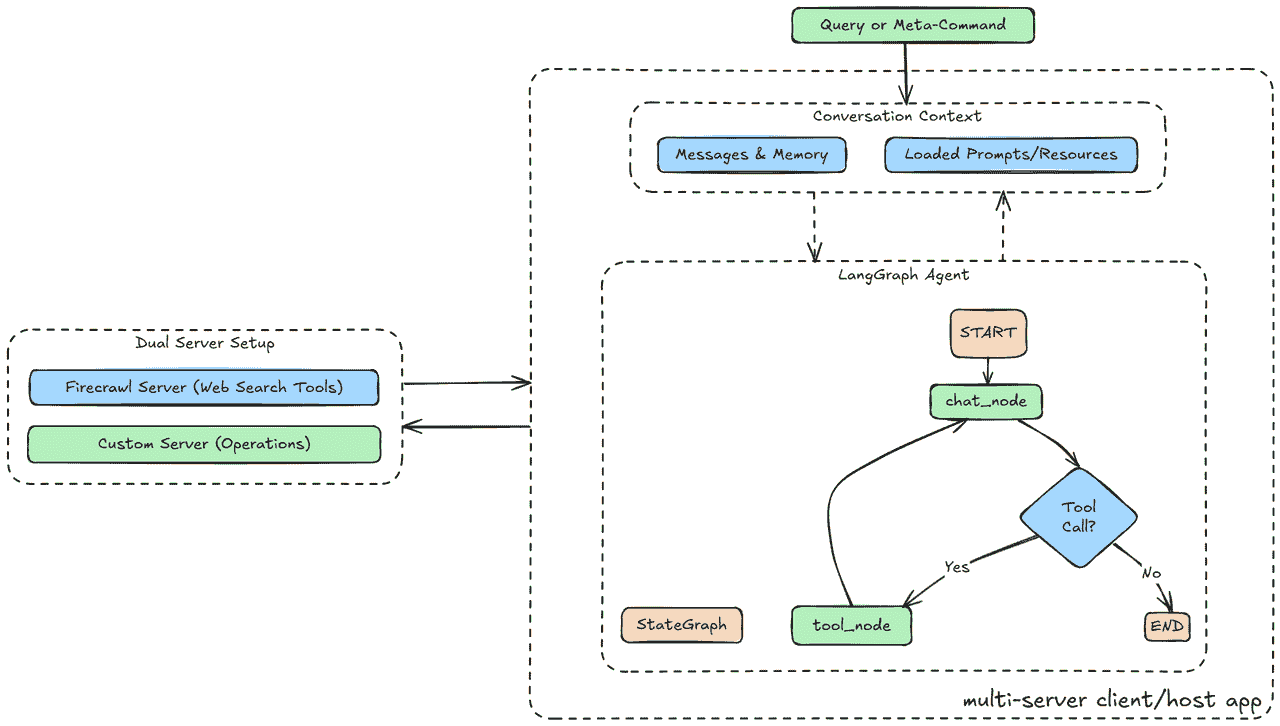 Query or Meta-Command
Conversation Context
Messages & Memory
Loaded Prompts/Resources
LangGraph Agent
START
Dual Server Setup
Firecrawl Server (Web Search Tools)
Custom Server (Operations)
chat_node
Tool
Call?
Yes
No
StateGraph
tool_node
END
multi-server client/host app